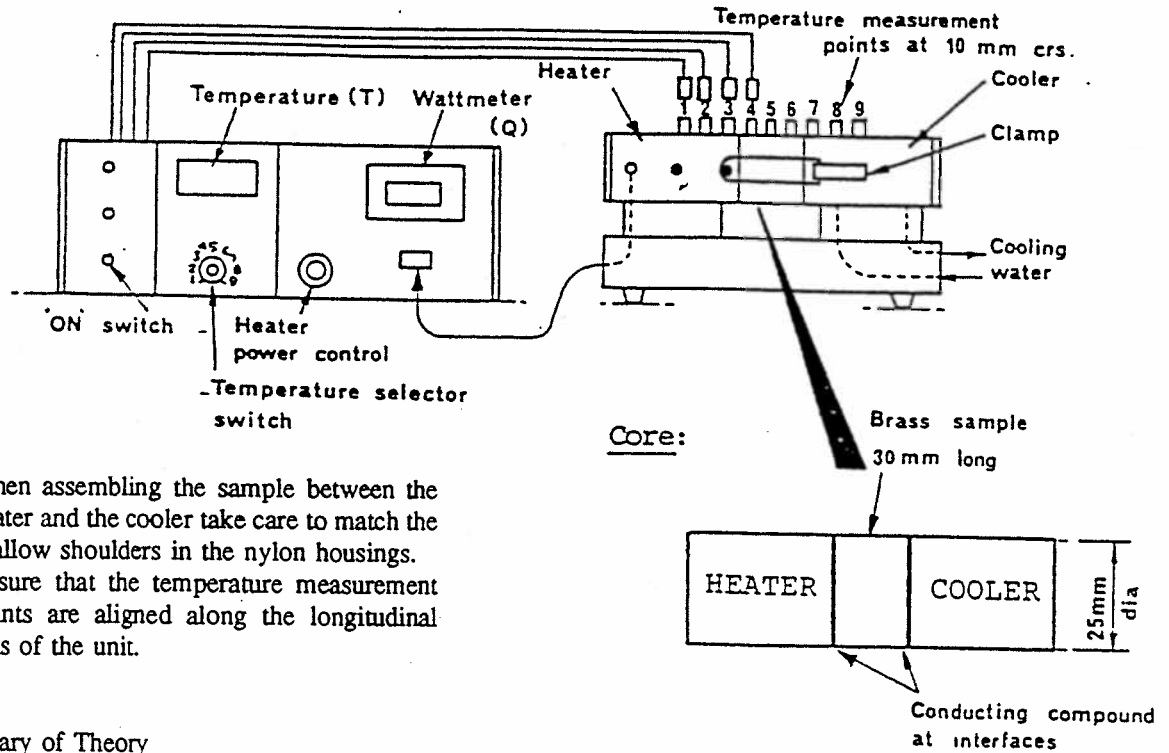 Temperature measurement
points at 10 mm crs.
Heater
Cooler
Temperature (T)
Wattmeter
(Q)
1 2 3 4 5 6 7 8 9
Clamp
Cooling
water
'ON' switch
Heater
power control
Temperature selector
switch
Core:
Brass sample
30 mm long
hen assembling the sample between the
ater and the cooler take care to match the
allow shoulders in the nylon housings.
sure that the temperature measurement
nts are aligned along the longitudinal
s of the unit.
HEATER
COOLER
25mm
dia
Conducting compound
at interfaces
ary of Theory